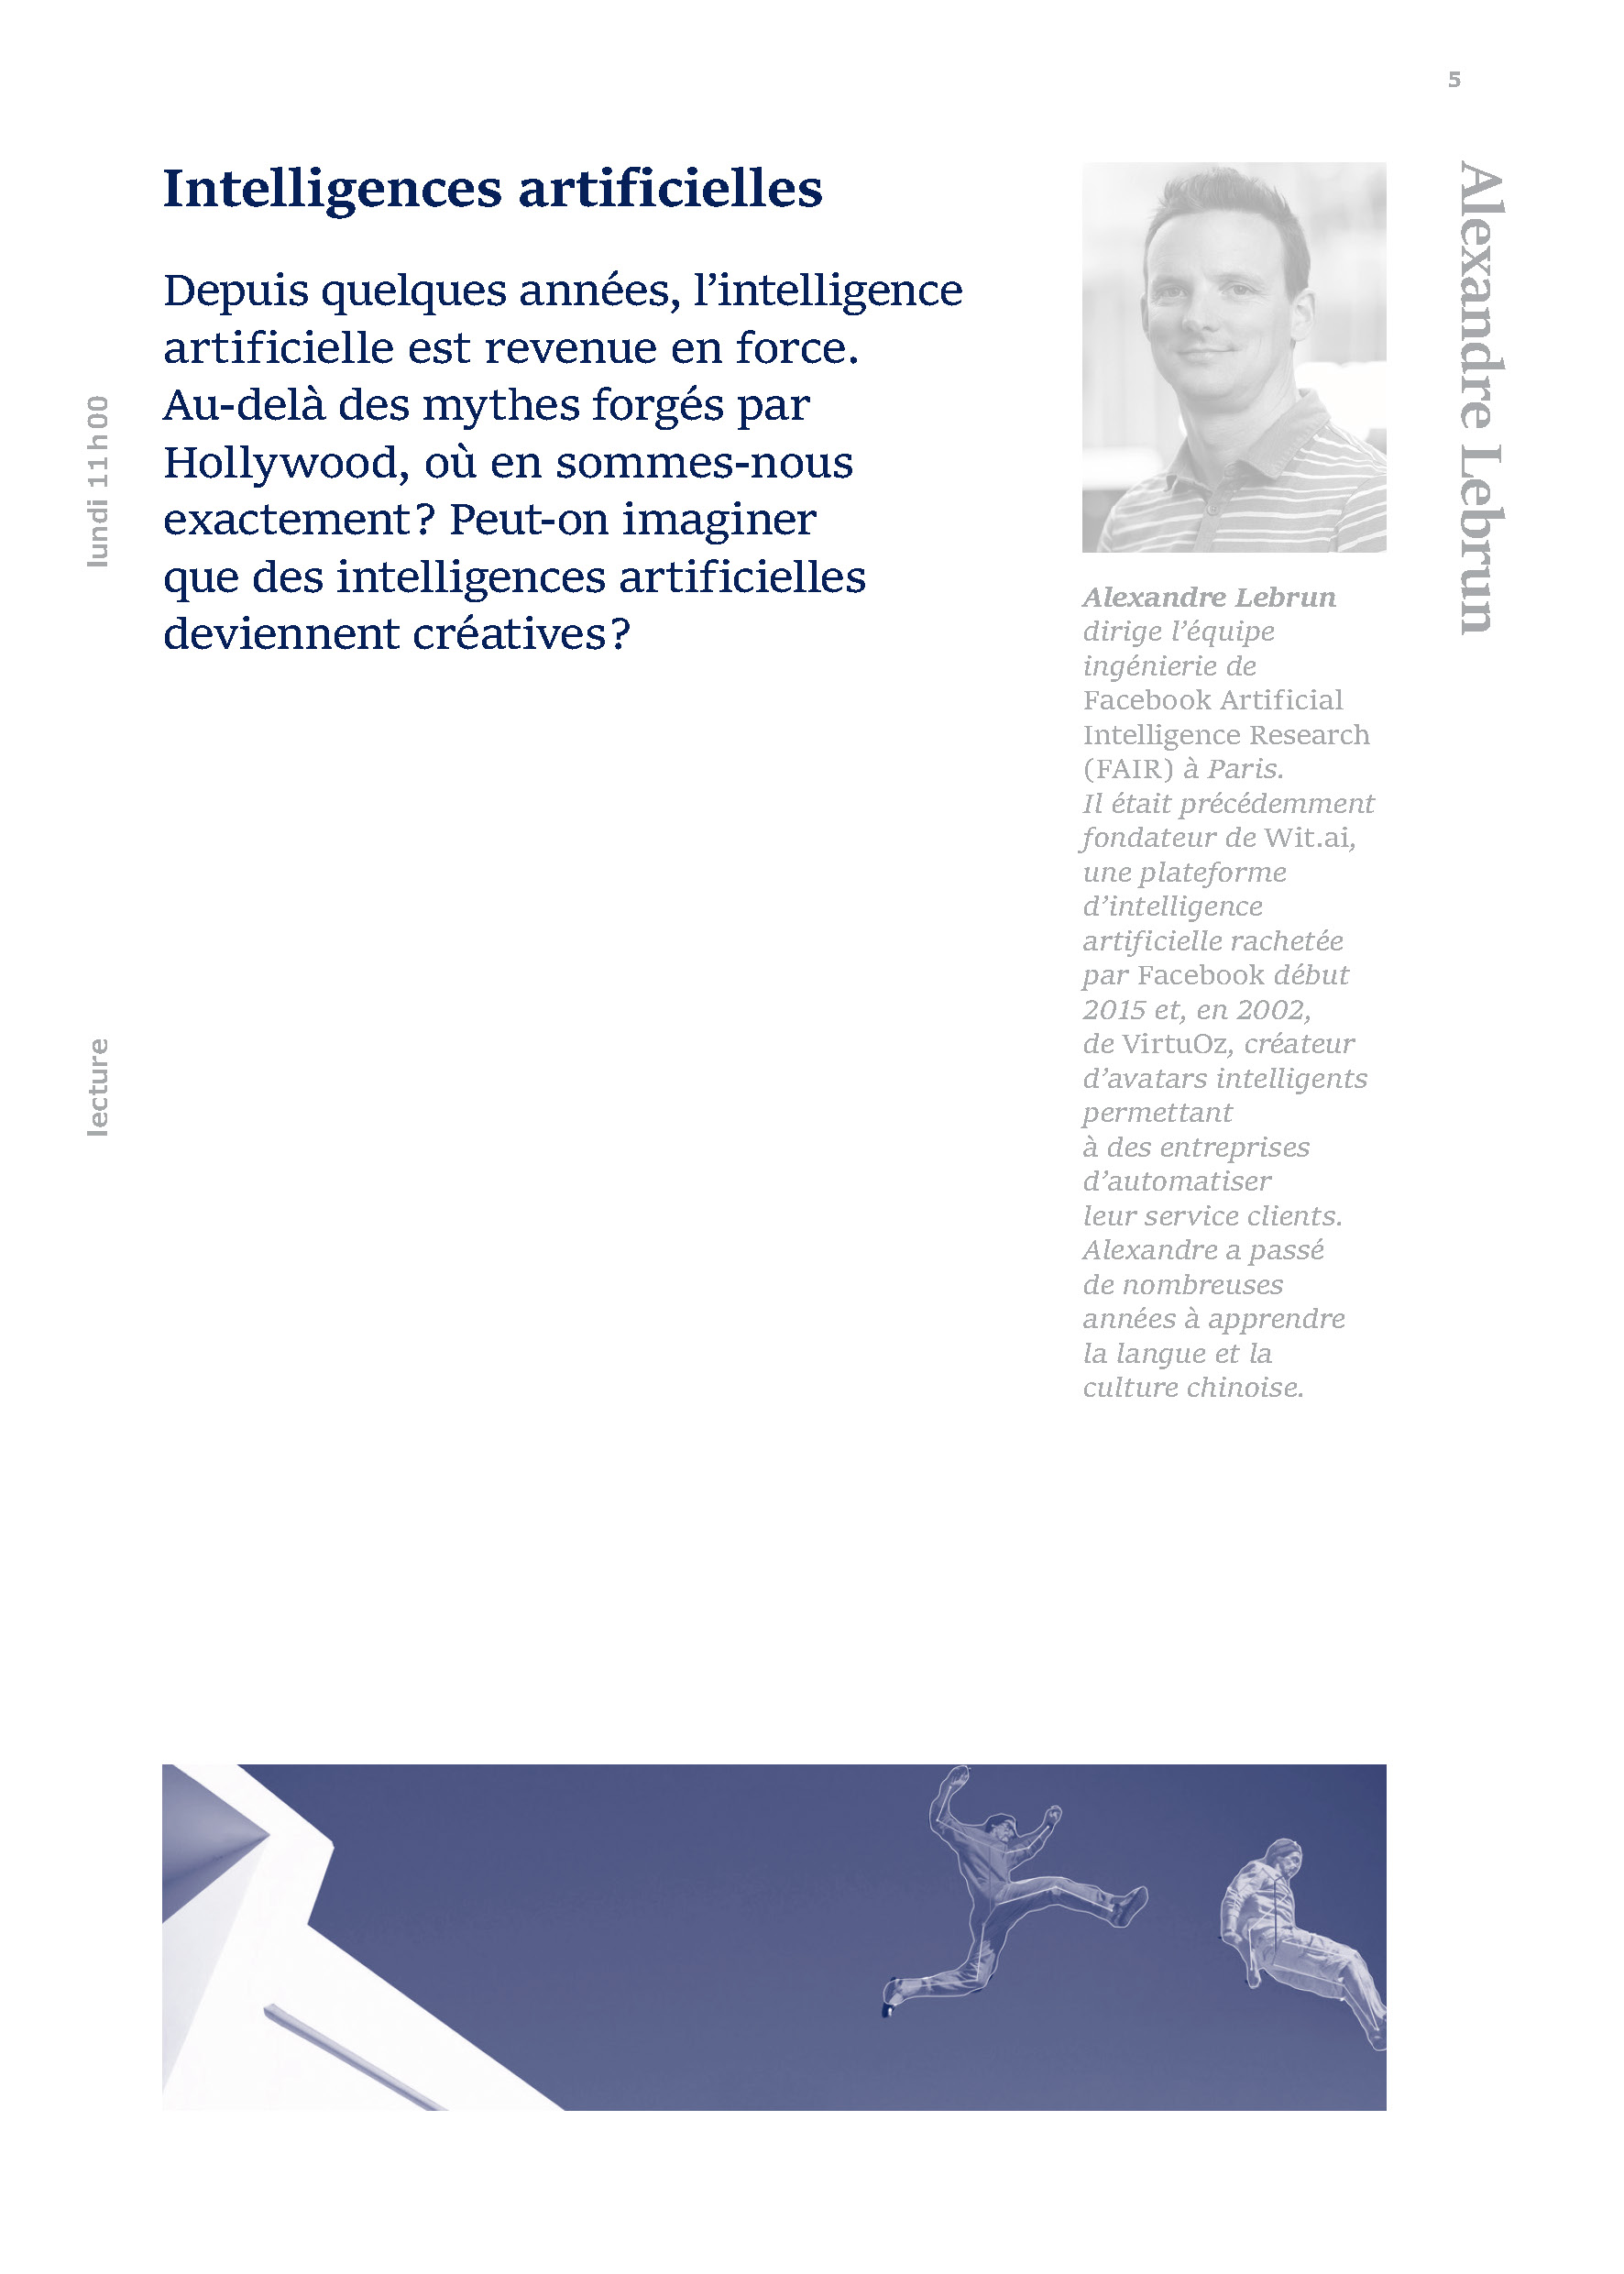 5
Alexandre Lebrun
lundi 11h00
lecture
Intelligences artificielles
Depuis quelques années, l’intelligence
artificielle est revenue en force.
Au-delà des mythes forgés par
Hollywood, où en sommes-nous
exactement ? Peut-on imaginer
que des intelligences artificielles
deviennent créatives ?
Alexandre Lebrun
dirige l’équipe
ingénierie de
Facebook Artificial
Intelligence Research
(FAIR) à Paris.
Il était précédemment
fondateur de Wit.ai,
une plateforme
d’intelligence
artificielle rachetée
par Facebook début
2015 et, en 2002,
de VirtuOz, créateur
d’avatars intelligents
permettant
à des entreprises
d’automatiser
leur service clients.
Alexandre a passé
de nombreuses
années à apprendre
la langue et la
culture chinoise.